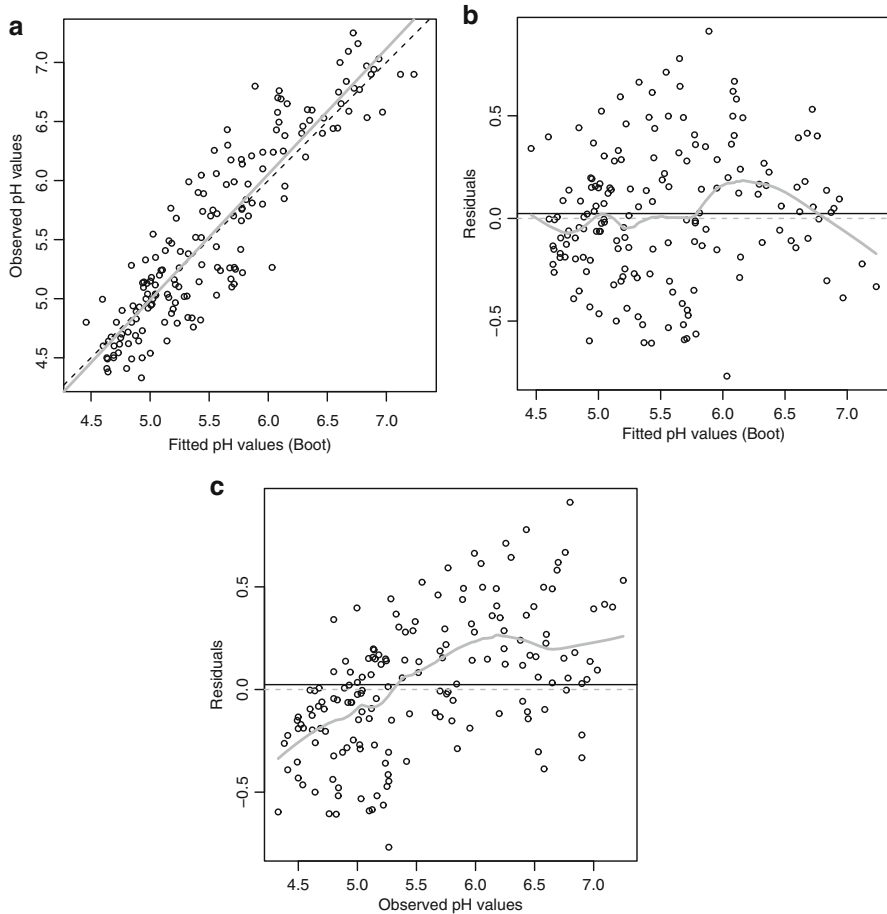 a
Observed pH values
7.0
6.5
6.0
5.5
5.0
4.5
4.5 5.0 5.5 6.0 6.5 7.0
Fitted pH values (Boot)
b
Residuals
0.5
0.0
−0.5
4.5 5.0 5.5 6.0 6.5 7.0
Fitted pH values (Boot)
c
Residuals
0.5
0.0
−0.5
4.5 5.0 5.5 6.0 6.5 7.0
Observed pH values